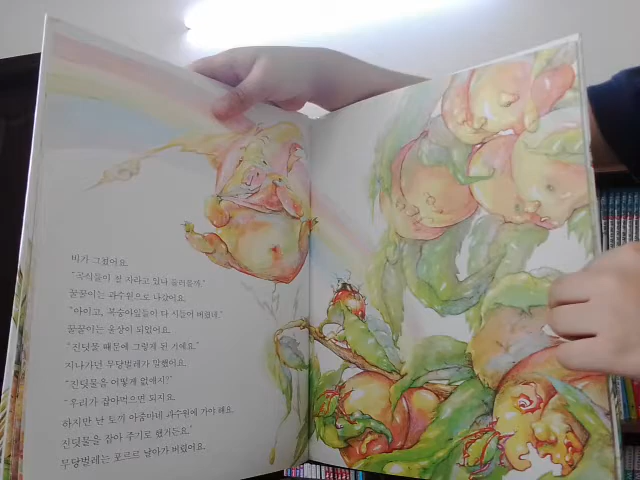 비가 그쳤어요.
"곡식들이 잘 자라고 있나 둘러볼까."
꿀꿀이는 과수원으로 나갔어요.
"아이고, 복숭아잎들이 다 시들어 버렸네."
꿀꿀이는 울상이 되었어요.
"진딧물 때문에 그렇게 된 거예요."
지나가던 무당벌레가 말했어요.
"진딧물을 어떻게 없애지?"
"우리가 잡아먹으면 되지요.
하지만 난 토끼 아줌마네 과수원에 가야 해요.
진딧물을 잡아 주기로 했거든요."
무당벌레는 포르르 날아가 버렸어요.